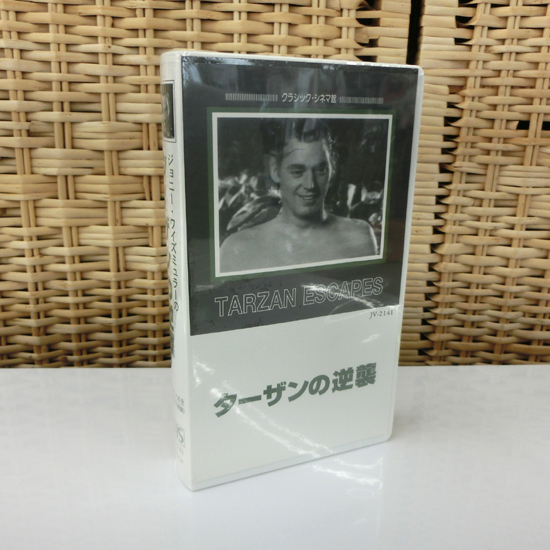 クラシック・シネマ館
TARZAN ESCAPES
JV-2141
ターザンの逆襲
ジョニー・ワイズミュラーの